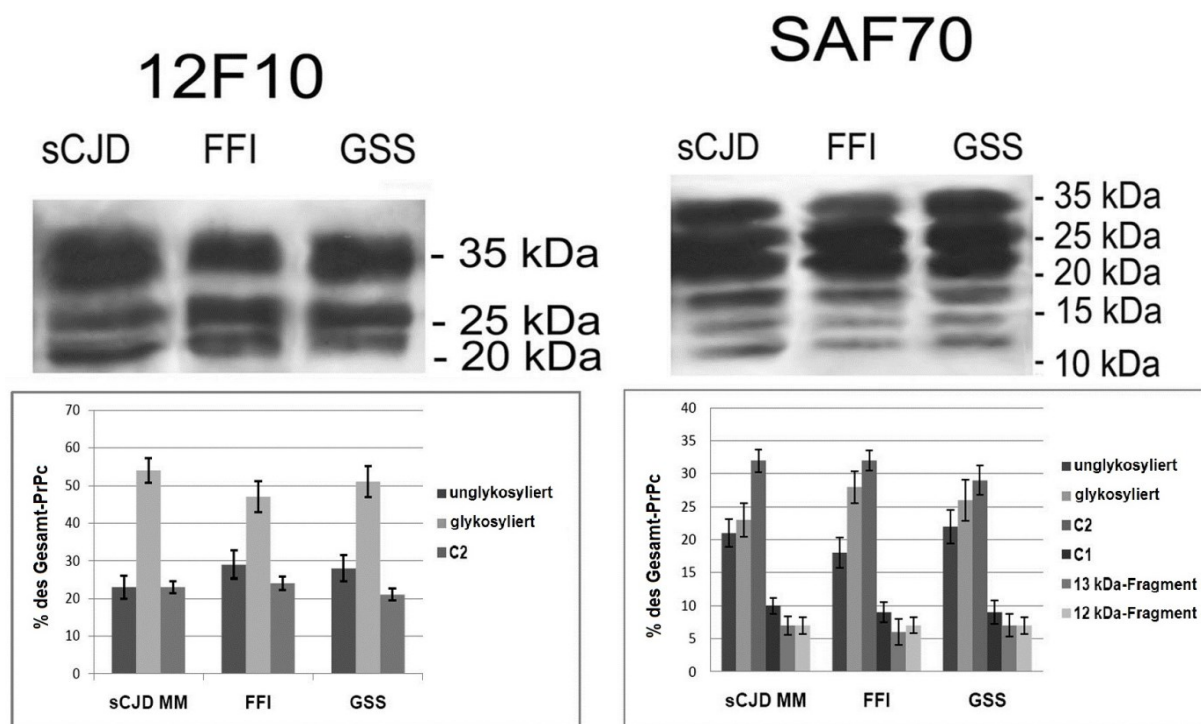 12F10
sCJD FFI GSS
- 35 kDa
- 25 kDa
- 20 kDa
% des Gesamt-PrPc
70
60
50
40
30
20
10
0
sCJD MM FFI GSS
unglykosyliert
glykosyliert
C2
SAF70
sCJD FFI GSS
- 35 kDa
- 25 kDa
- 20 kDa
- 15 kDa
- 10 kDa
% des Gesamt-PrPc
40
35
30
25
20
15
10
5
0
sCJD MM FFI GSS
unglykosyliert
glykosyliert
C2
C1
13 kDa-Fragment
12 kDa-Fragment